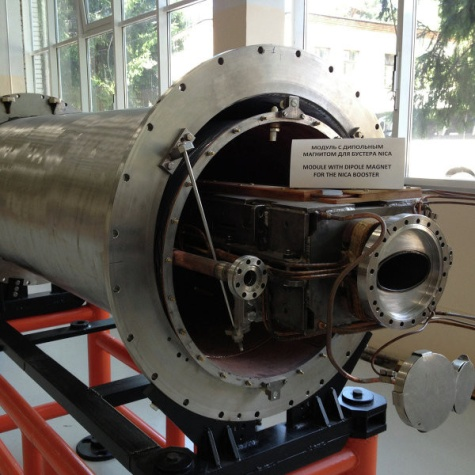 МОДУЛЬ С ДИПОЛЬНЫМ
МАГНИТОМ ДЛЯ БУСТЕРА NICA
MODULE WITH DIPOLE MAGNET
FOR THE NICA BOOSTER